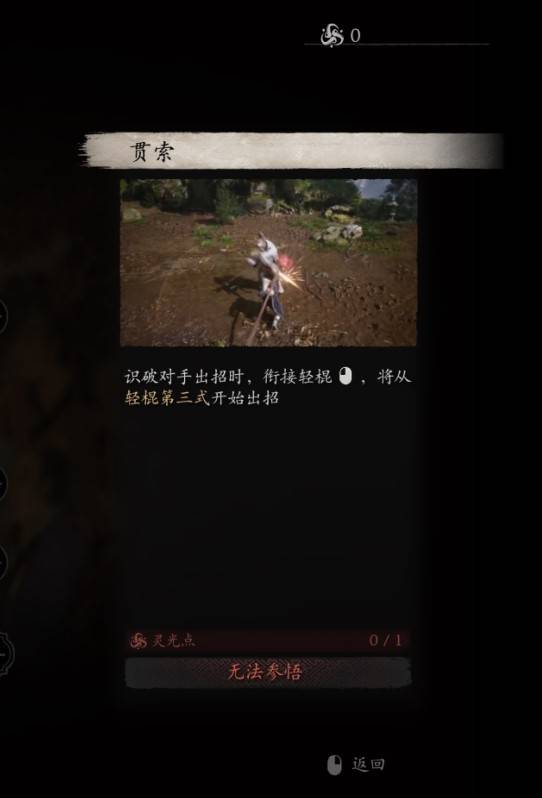 0
贯索
识破对手出招时，衔接轻棍 ，将从
轻棍第三式开始出招
灵光点 0/1
无法参悟
返回